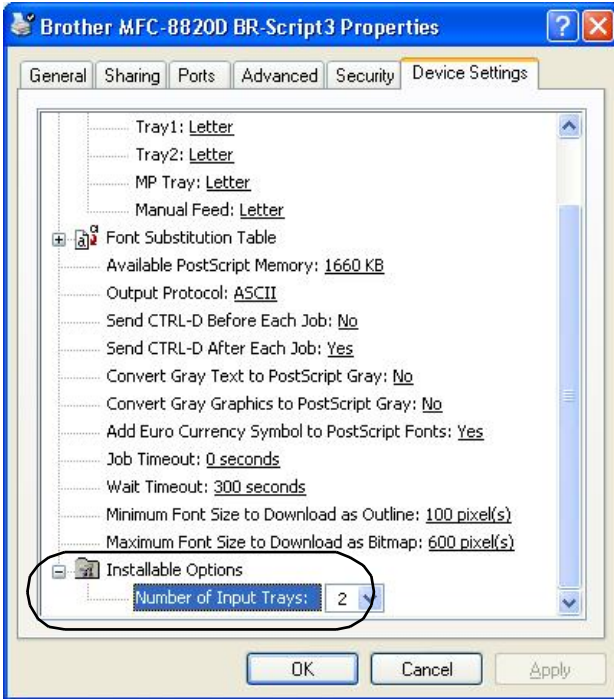 Brother MFC-8820D BR-Script3 Properties
General Sharing Ports Advanced Security Device Settings
Tray1: Letter
Tray2: Letter
MP Tray: Letter
Manual Feed: Letter
Font Substitution Table
Available PostScript Memory: 1660 KB
Output Protocol: ASCII
Send CTRL-D Before Each Job: No
Send CTRL-D After Each Job: Yes
Convert Gray Text to PostScript Gray: No
Convert Gray Graphics to PostScript Gray: No
Add Euro Currency Symbol to PostScript Fonts: Yes
Job Timeout: 0 seconds
Wait Timeout: 300 seconds
Minimum Font Size to Download as Outline: 100 pixel(s)
Maximum Font Size to Download as Bitmap: 600 pixel(s)
Installable Options
Number of Input Trays: 2
OK Cancel Apply